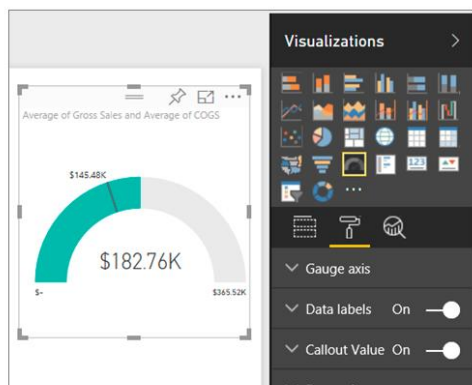 Visualizations
Average of Gross Sales and Average of COGS
$145.48K
$182.76K
$-
$365.52K
123
Gauge axis
Data labels On
Callout Value On